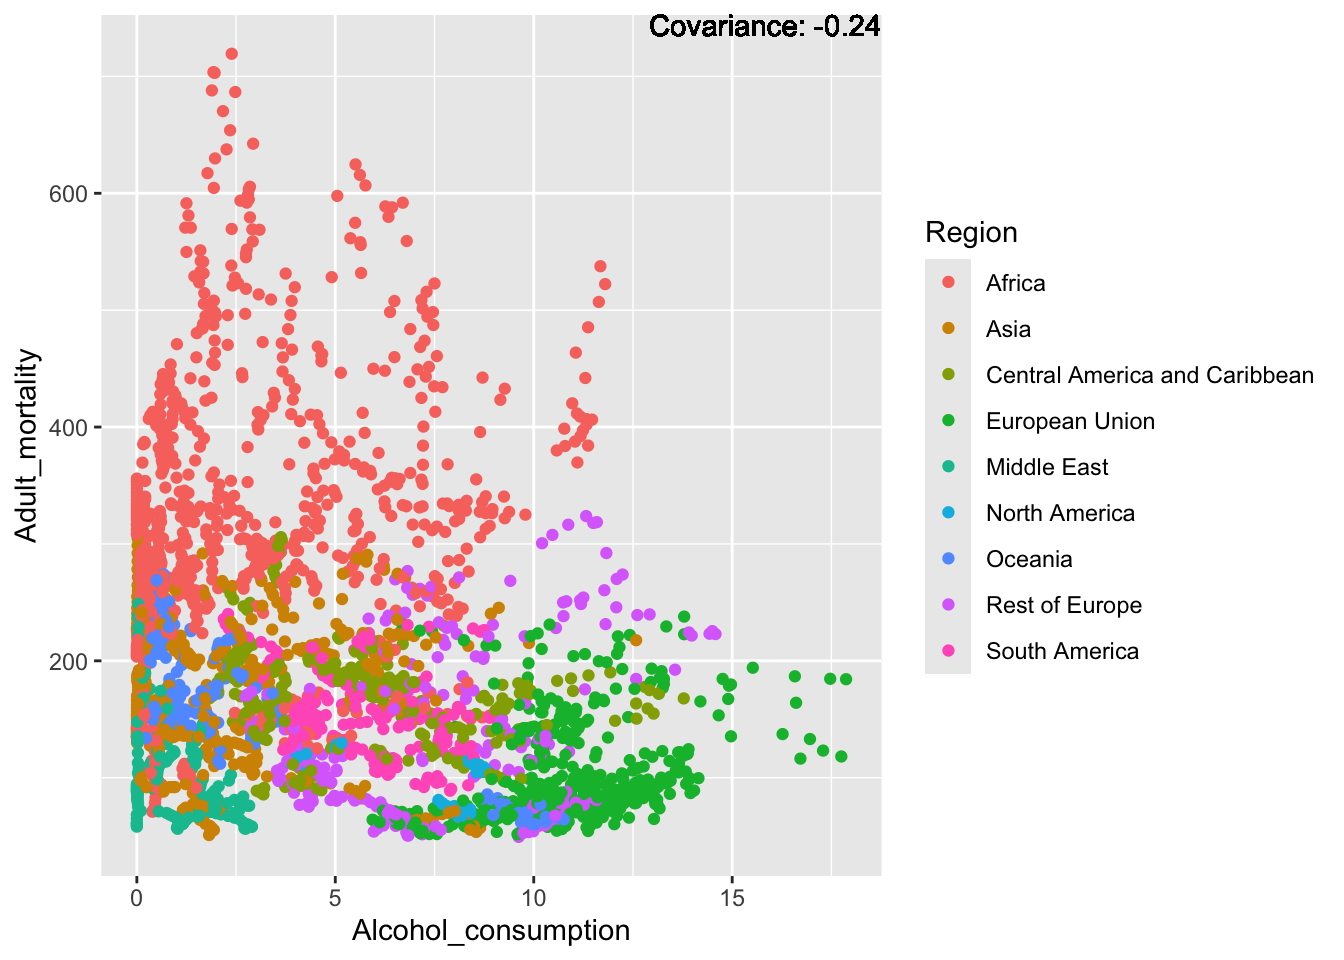 Covariance: -0.24
600
400
200
Adult_mortality
0
5
10
15
Alcohol_consumption
Region
Africa
Asia
Central America and Caribbean
European Union
Middle East
North America
Oceania
Rest of Europe
South America